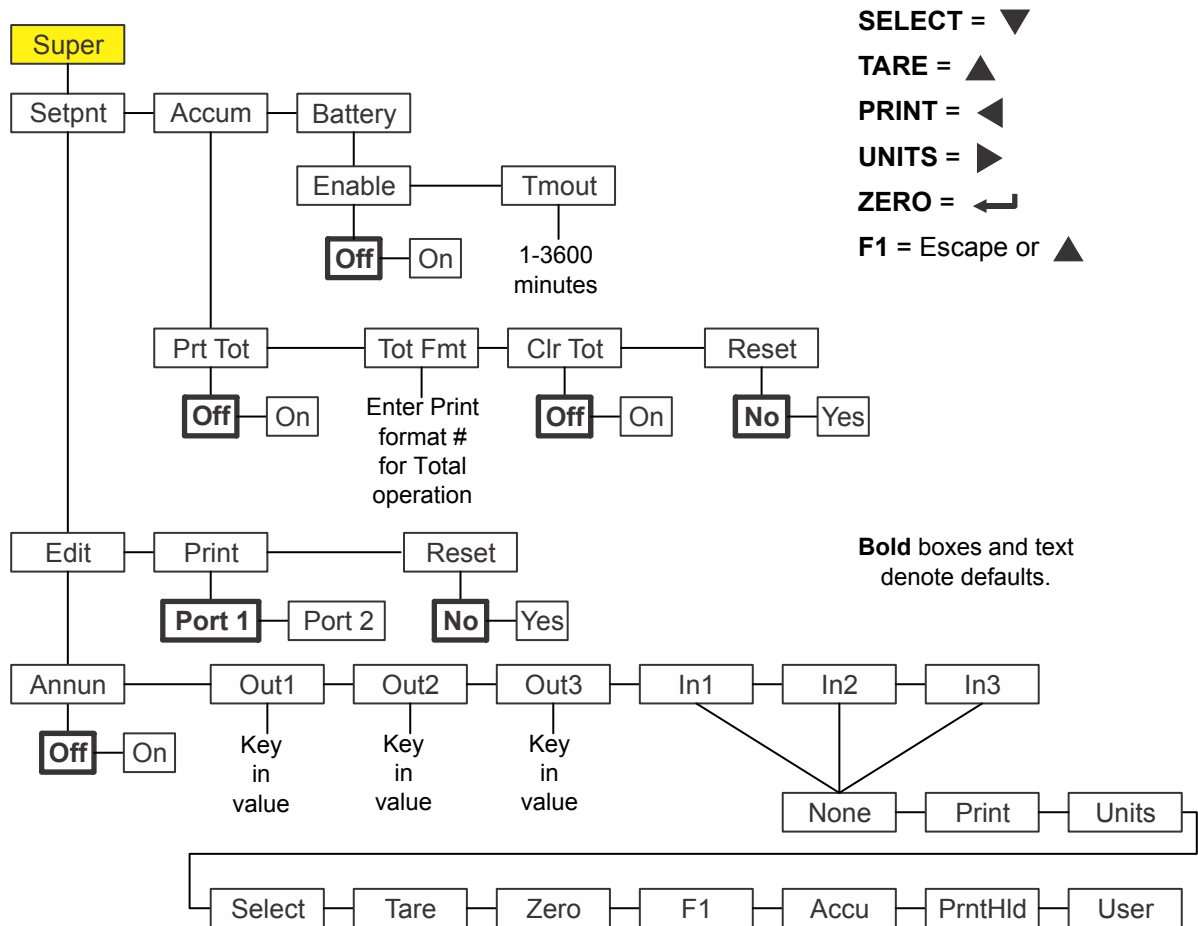 Super
SELECT = ▼
TARE = ▲
PRINT = ◀
UNITS = ▶
ZERO = ↵
F1 = Escape or ▲
Setpnt Accum Battery
Enable Tmout
Off On
1-3600
minutes
Prt Tot Tot Fmt Clr Tot Reset
Off On
Enter Print
format #
for Total
operation
Off On
No Yes
Edit Print Reset
Bold boxes and text
denote defaults.
Port 1 Port 2
No Yes
Annun Out1 Out2 Out3 In1 In2 In3
Off On
Key
in
value
Key
in
value
Key
in
value
None Print Units
Select Tare Zero F1 Accu PrntHld User